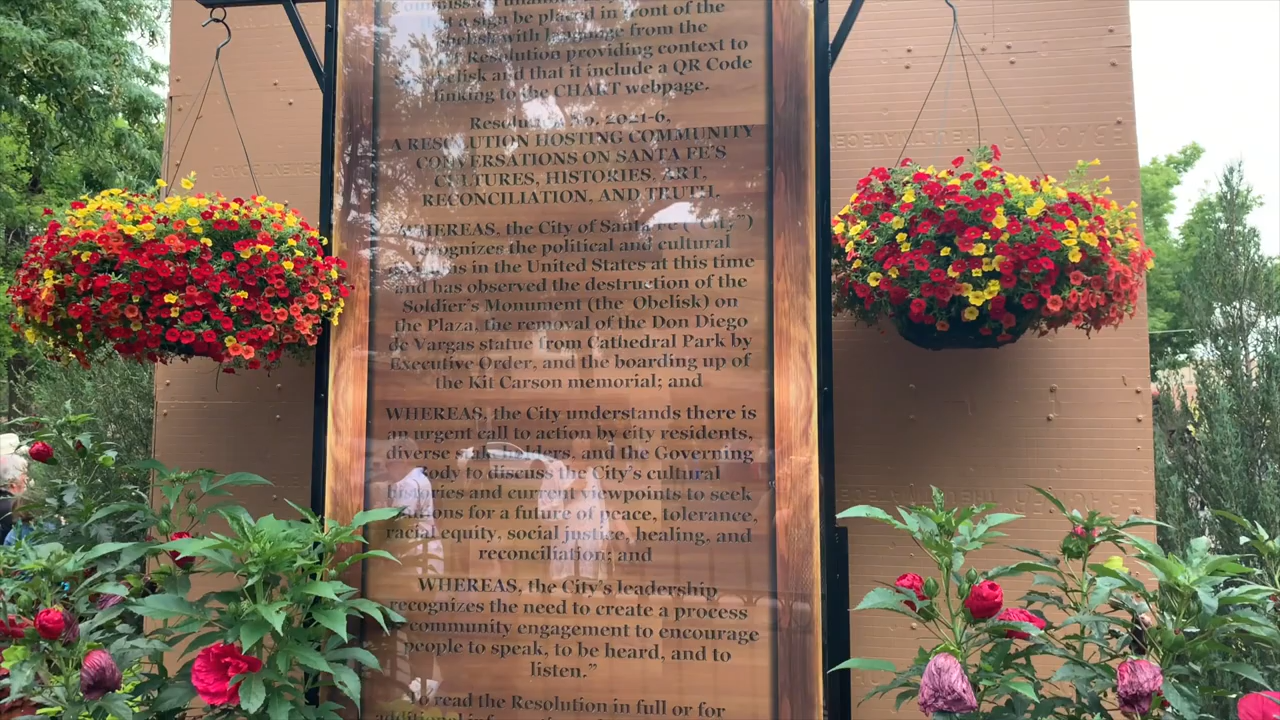 a sign be placed in front of the
with language from the
Resolution providing context to
and that it include a QR Code
linking to the CHART webpage.
Resolution No. 2021-6,
A RESOLUTION HOSTING COMMUNITY
CONVERSATIONS ON SANTA FE'S
CULTURES, HISTORIES, ART,
RECONCILIATION, AND TRUTH.
WHEREAS, the City of Santa Fe ("City")
recognizes the political and cultural
in the United States at this time
and has observed the destruction of the
Soldier's Monument (the Obelisk) on
the Plaza, the removal of the Don Diego
de Vargas statue from Cathedral Park by
Executive Order, and the boarding up of
the Kit Carson memorial; and
WHEREAS, the City understands there is
an urgent call to action by city residents,
diverse stakeholders, and the Governing
Body to discuss the City's cultural
histories and current viewpoints to seek
for a future of peace, tolerance,
racial equity, social justice, healing, and
reconciliation; and
WHEREAS, the City's leadership
recognizes the need to create a process
community engagement to encourage
people to speak, to be heard, and to
listen."
To read the Resolution in full or for